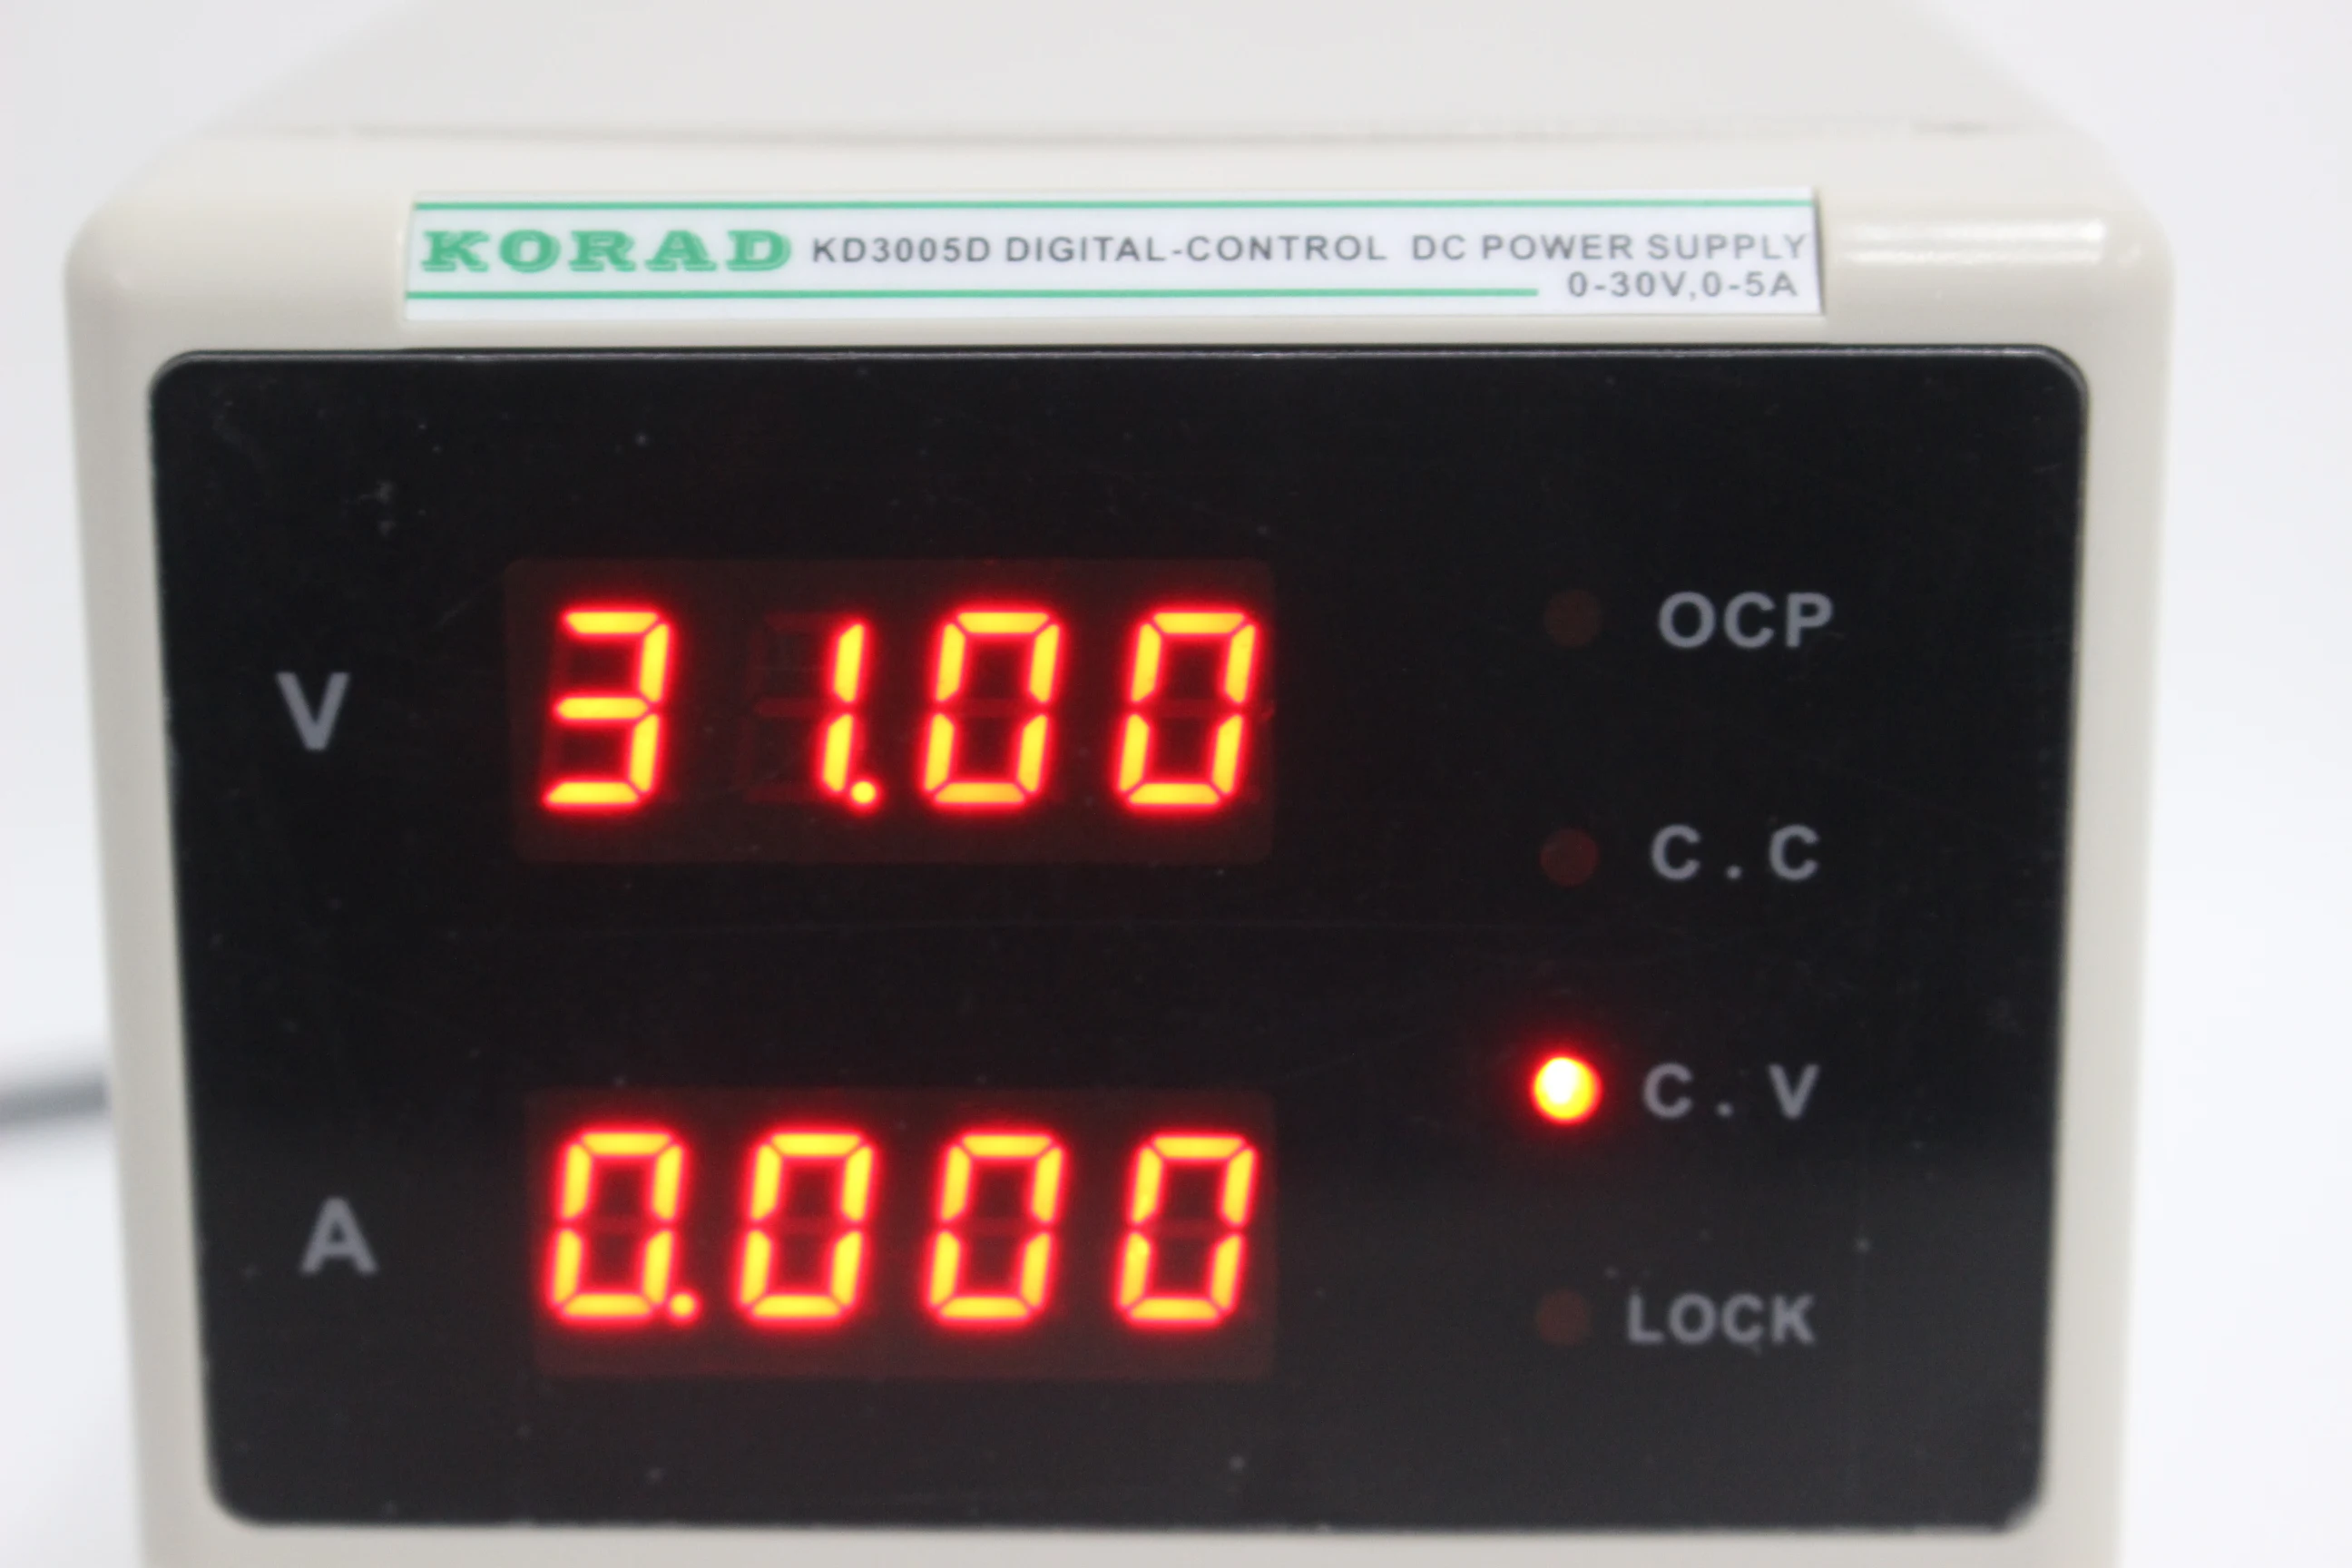 KORAD KD3005D DIGITAL-CONTROL DC POWER SUPPLY
0-30V,0-5A
V 31.00 OCP
C.C
C.V
A 0.000 LOCK